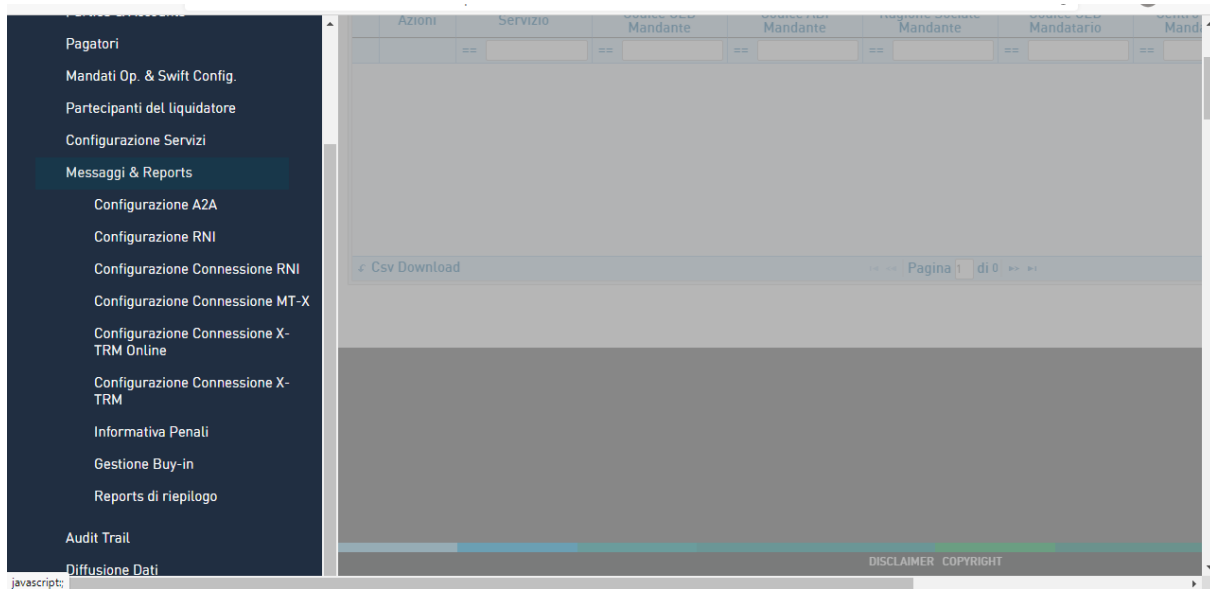 Pagatori
Mandati Op. & Swift Config.
Partecipanti del liquidatore
Configurazione Servizi
Messaggi & Reports
Configurazione A2A
Configurazione RNI
Configurazione Connessione RNI
Configurazione Connessione MT-X
Configurazione Connessione X-
TRM Online
Configurazione Connessione X-
TRM
Informativa Penali
Gestione Buy-in
Reports di riepilogo
Audit Trail
Diffusione Dati
javascript:;
Azioni Servizio Mandante Mandante Mandante Mandatario
== == == == == ==
Csv Download Pagina 1 di 0
DISCLAIMER COPYRIGHT